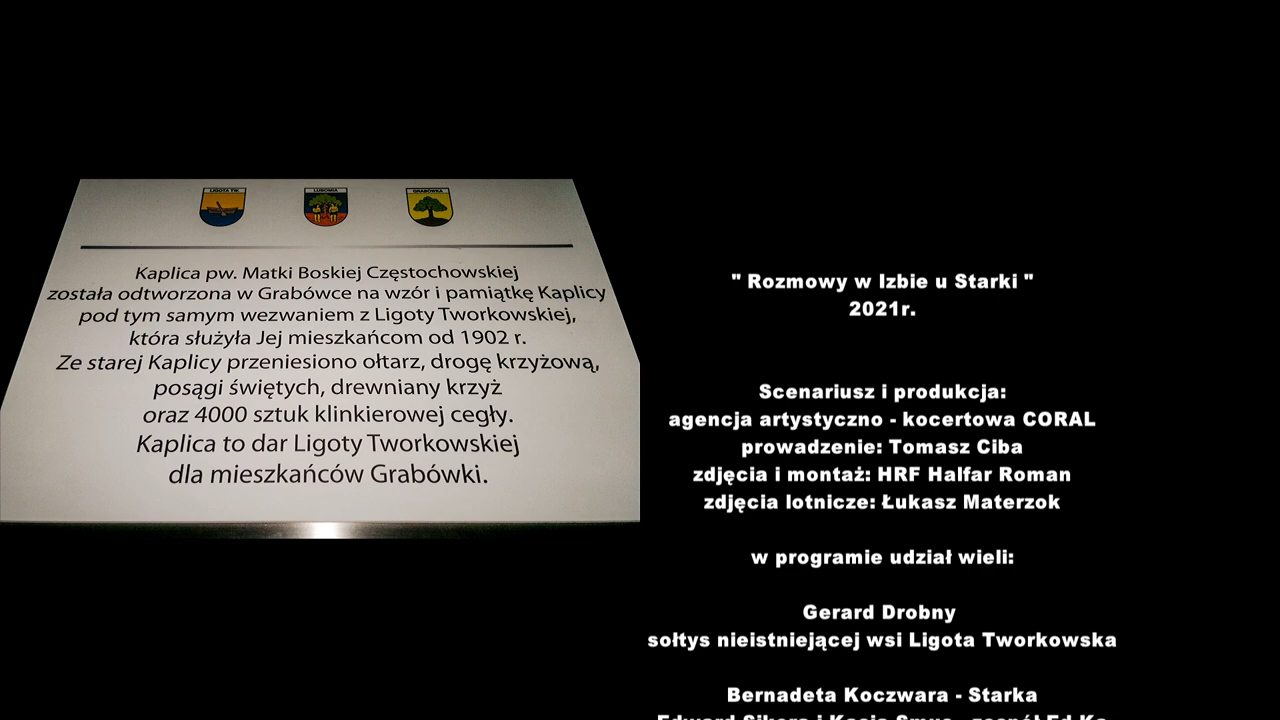 LIGOTA TW.
LUBOMIA
GRABÓWKA
Kaplica pw. Matki Boskiej Częstochowskiej
została odtworzona w Grabówce na wzór i pamiątkę Kaplicy
pod tym samym wezwaniem z Ligoty Tworkowskiej,
która służyła Jej mieszkańcom od 1902 r.
Ze starej Kaplicy przeniesiono ołtarz, drogę krzyżową,
posągi świętych, drewniany krzyż
oraz 4000 sztuk klinkierowej cegły.
Kaplica to dar Ligoty Tworkowskiej
dla mieszkańców Grabówki.
" Rozmowy w Izbie u Starki "
2021r.
Scenariusz i produkcja:
agencja artystyczno - kocertowa CORAL
prowadzenie: Tomasz Ciba
zdjęcia i montaż: HRF Halfar Roman
zdjęcia lotnicze: Łukasz Materzok
w programie udział wieli:
Gerard Drobny
sołtys nieistniejącej wsi Ligota Tworkowska
Bernadeta Koczwara - Starka